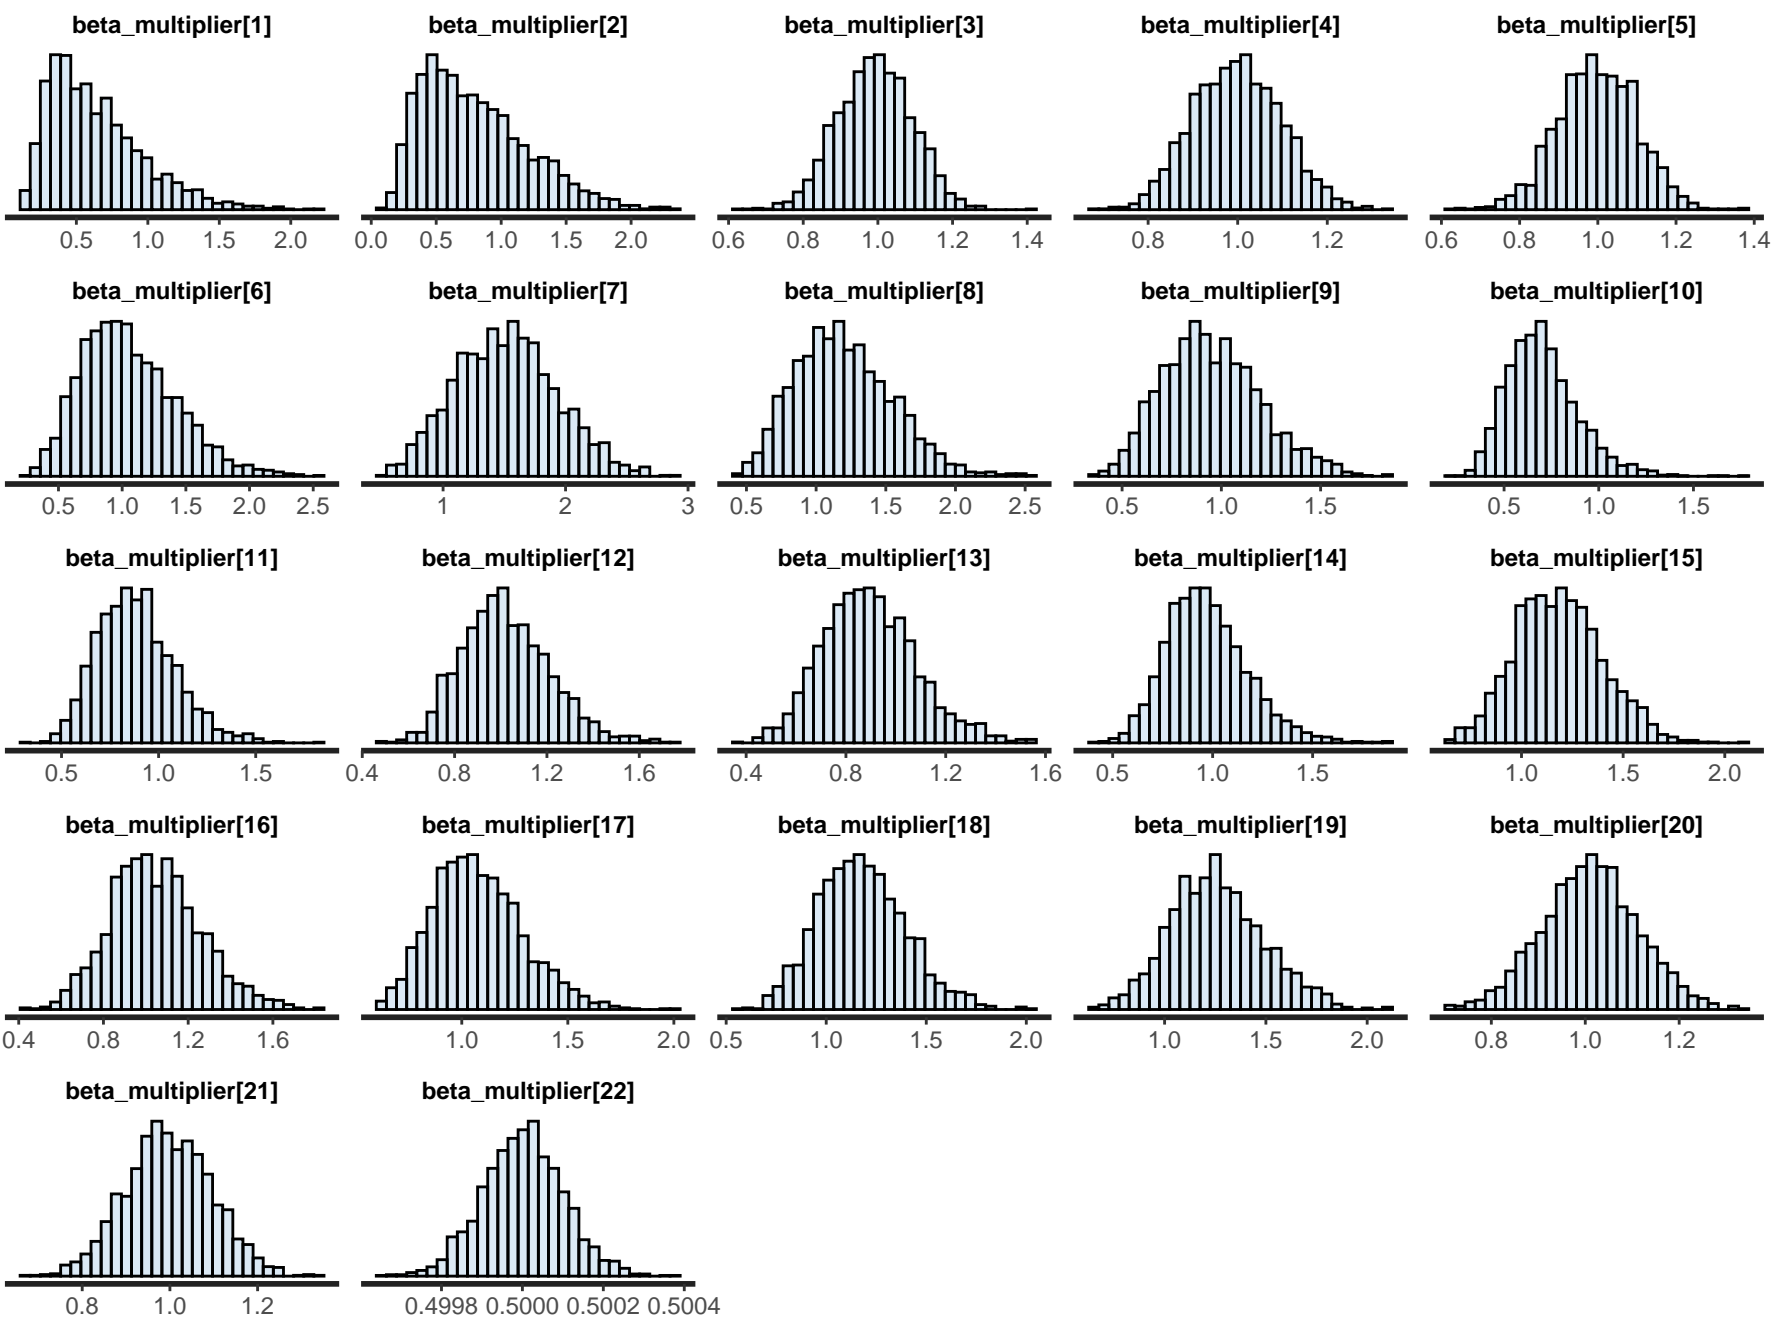 beta_multiplier[1] beta_multiplier[2] beta_multiplier[3] beta_multiplier[4] beta_multiplier[5]
0.5 1.0 1.5 2.0 0.0 0.5 1.0 1.5 2.0 0.6 0.8 1.0 1.2 1.4 0.8 1.0 1.2 0.6 0.8 1.0 1.2 1.4
beta_multiplier[6] beta_multiplier[7] beta_multiplier[8] beta_multiplier[9] beta_multiplier[10]
0.5 1.0 1.5 2.0 2.5 1 2 3 0.5 1.0 1.5 2.0 2.5 0.5 1.0 1.5 0.5 1.0 1.5
beta_multiplier[11] beta_multiplier[12] beta_multiplier[13] beta_multiplier[14] beta_multiplier[15]
0.5 1.0 1.5 0.4 0.8 1.2 1.6 0.4 0.8 1.2 1.6 0.5 1.0 1.5 1.0 1.5 2.0
beta_multiplier[16] beta_multiplier[17] beta_multiplier[18] beta_multiplier[19] beta_multiplier[20]
0.4 0.8 1.2 1.6 1.0 1.5 2.0 0.5 1.0 1.5 2.0 1.0 1.5 2.0 0.8 1.0 1.2
beta_multiplier[21] beta_multiplier[22]
0.8 1.0 1.2 0.4998 0.5000 0.5002 0.5004